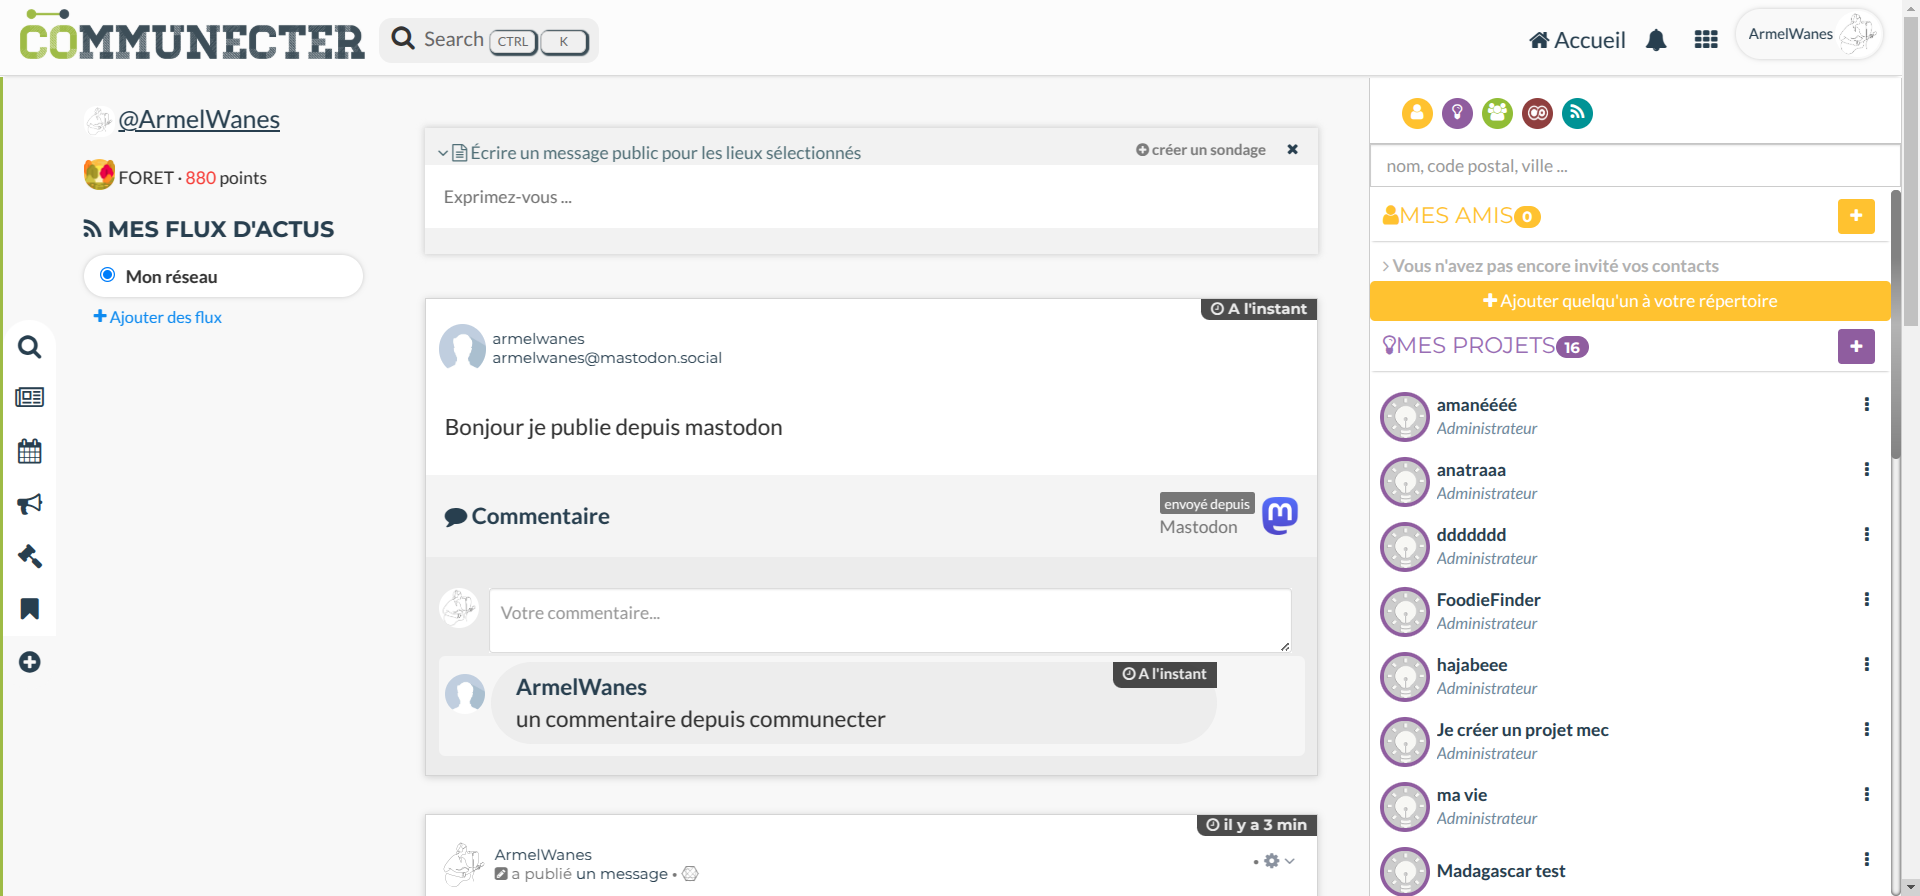 COMMUNECTER
Search CTRL K
Accueil
ArmelWanes
@ArmelWanes
FORET · 880 points
MES FLUX D'ACTUS
Mon réseau
Ajouter des flux
Écrire un message public pour les lieux sélectionnés
créer un sondage
Exprimez-vous ...
A l'instant
armelwanes
armelwanes@mastodon.social
Bonjour je publie depuis mastodon
Commentaire
envoyé depuis
Mastodon
Votre commentaire...
A l'instant
ArmelWanes
un commentaire depuis communecter
il y a 3 min
ArmelWanes
a publié un message •
nom, code postal, ville ...
MES AMIS 0
Vous n'avez pas encore invité vos contacts
Ajouter quelqu'un à votre répertoire
MES PROJETS 16
amanéééé
Administrateur
anatraaa
Administrateur
ddddddd
Administrateur
FoodieFinder
Administrateur
hajabeee
Administrateur
Je créer un projet mec
Administrateur
ma vie
Administrateur
Madagascar test